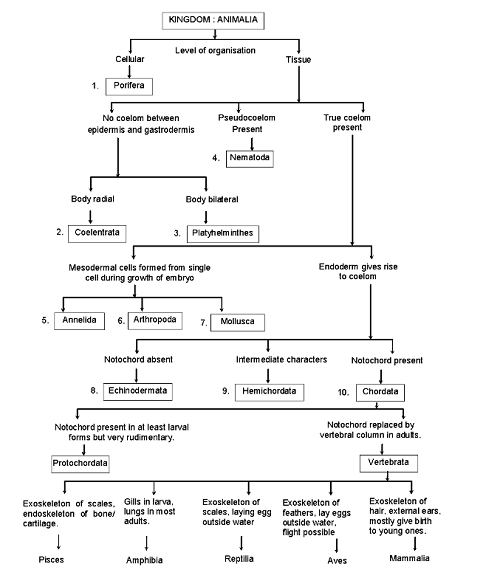 KINGDOM : ANIMALIA
Level of organisation
Cellular
Tissue
1. Porifera
No coelom between
epidermis and gastrodermis
Pseudocoelom
Present
True coelom
present
4. Nematoda
Body radial
Body bilateral
2. Coelentrata
3. Platyhelminthes
Mesodermal cells formed from single
cell during growth of embryo
Endoderm gives rise
to coelom
5. Annelida
6. Arthropoda
7. Mollusca
Notochord absent
Intermediate characters
Notochord present
8. Echinodermata
9. Hemichordata
10. Chordata
Notochord present in at least larval
forms but very rudimentary.
Notochord replaced by
vertebral column in adults.
Protochordata
Vertebrata
Exoskeleton of scales,
endoskeleton of bone/
cartilage.
Gills in larva,
lungs in most
adults.
Exoskeleton of
scales, laying egg
outside water
Exoskeleton of
feathers, lay eggs
outside water,
flight possible
Exoskeleton of
hair, external ears,
mostly give birth
to young ones.
Pisces
Amphibia
Reptilia
Aves
Mammalia